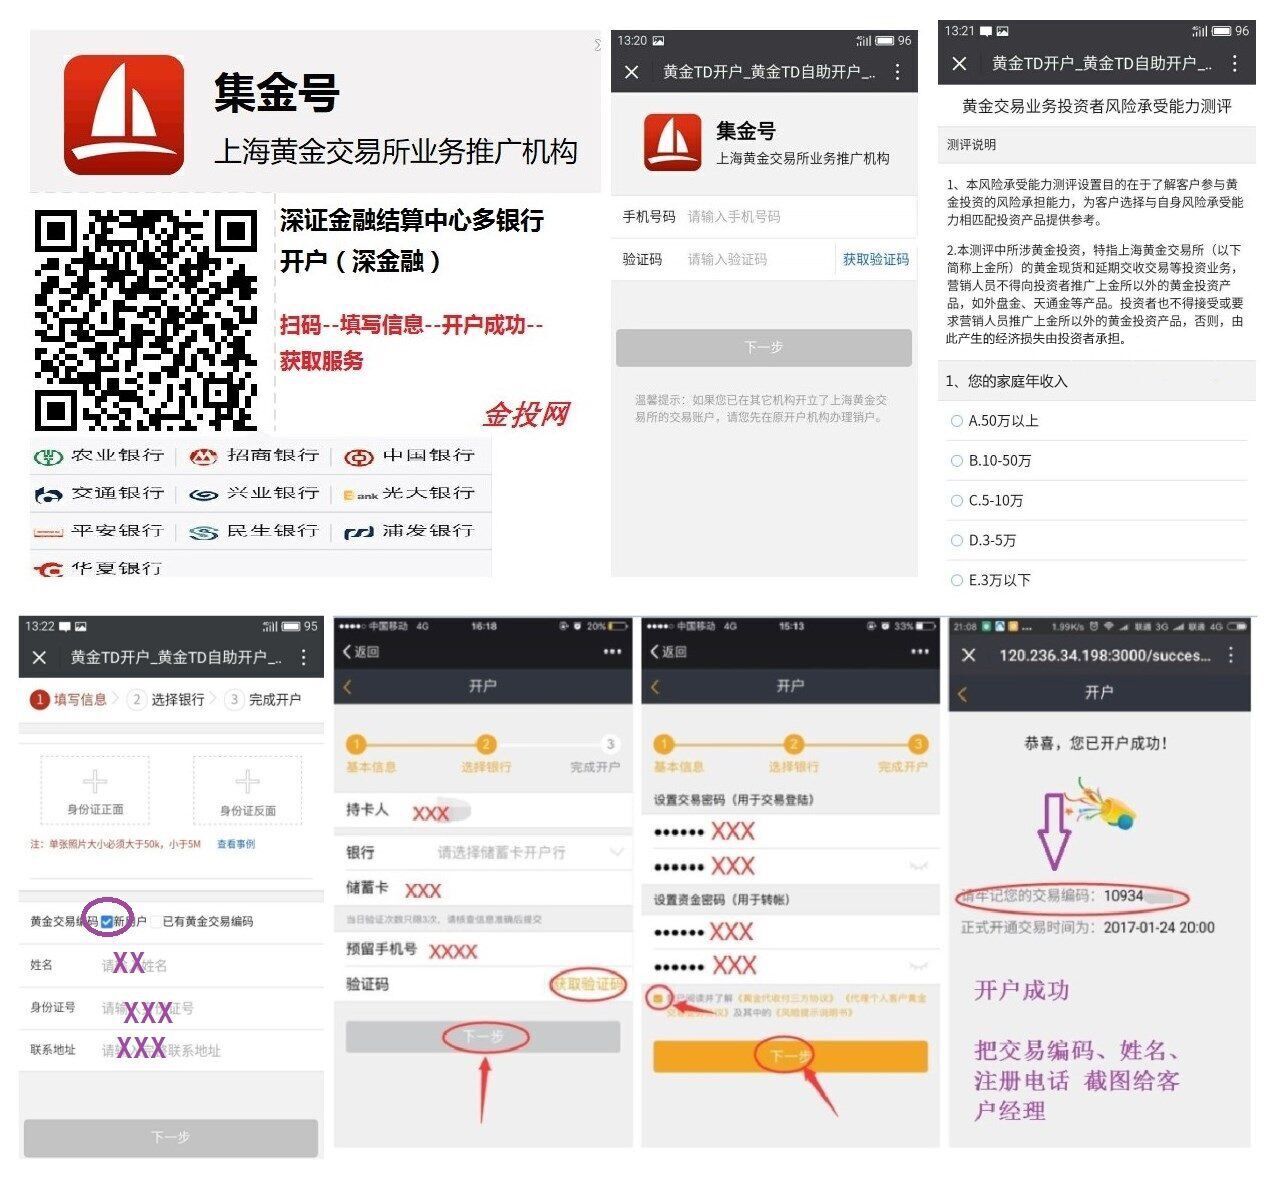 集金号
上海黄金交易所业务推广机构
深证金融结算中心多银行
开户（深金融）
扫码--填写信息--开户成功--
获取服务
金投网
农业银行 招商银行 中国银行
交通银行 兴业银行 Bank 光大银行
平安银行 民生银行 浦发银行
华夏银行
13:20 96
黄金TD开户_黄金TD自助开户_...
集金号
上海黄金交易所业务推广机构
手机号码 请输入手机号码
验证码 请输入验证码 获取验证码
下一步
温馨提示：如果您已在其它机构开立了上海黄金交
易所的交易账户，请您先在原开户机构办理销户。
13:21 96
黄金TD开户_黄金TD自助开户_...
黄金交易业务投资者风险承受能力测评
测评说明
1、本风险承受能力测评设置目的在于了解客户参与黄
金投资的风险承担能力，为客户选择与自身风险承受能
力相匹配投资产品提供参考。
2.本测评中所涉黄金投资，特指上海黄金交易所（以下
简称上金所）的黄金现货和延期交收交易等投资业务，
营销人员不得向投资者推广上金所以外的黄金投资产
品，如外盘金、天通金等产品。投资者也不得接受或要
求营销人员推广上金所以外的黄金投资产品，否则，由
此产生的经济损失由投资者承担。
1、您的家庭年收入
A.50万以上
B.10-50万
C.5-10万
D.3-5万
E.3万以下
13:22 95
黄金TD开户_黄金TD自助开户_...
1 填写信息 2 选择银行 3 完成开户
身份证正面 身份证反面
注：单张照片大小必须大于50k，小于5M 查看事例
黄金交易编码 新用户 已有黄金交易编码
姓名 XX 姓名
身份证号 请输 XXX 证号
联系地址 XXX 联系地址
下一步
中国移动 4G 16:18 20%
返回
开户
1 2 3
基本信息 选择银行 完成开户
持卡人 XXX
银行 请选择储蓄卡开户行
储蓄卡 XXX
当日验证次数只限3次，请核查信息准确后提交
预留手机号 XXXX
验证码 获取验证码
下一步
中国移动 4G 15:13 33%
返回
开户
1 2 3
基本信息 选择银行 完成开户
设置交易密码（用于交易登陆）
•••••• XXX
•••••• XXX
设置资金密码（用于转帐）
•••••• XXX
•••••• XXX
已阅读并了解《黄金代收付三方协议》《代理个人客户黄金
协议》及其中的《风险提示说明书》
下一步
21:08 1.99K/s 联通 3G 联通 4G
120.236.34.198:3000/succes...
开户
恭喜，您已开户成功！
请牢记您的交易编码：10934
正式开通交易时间为：2017-01-24 20:00
开户成功
把交易编码、姓名、
注册电话 截图给客
户经理